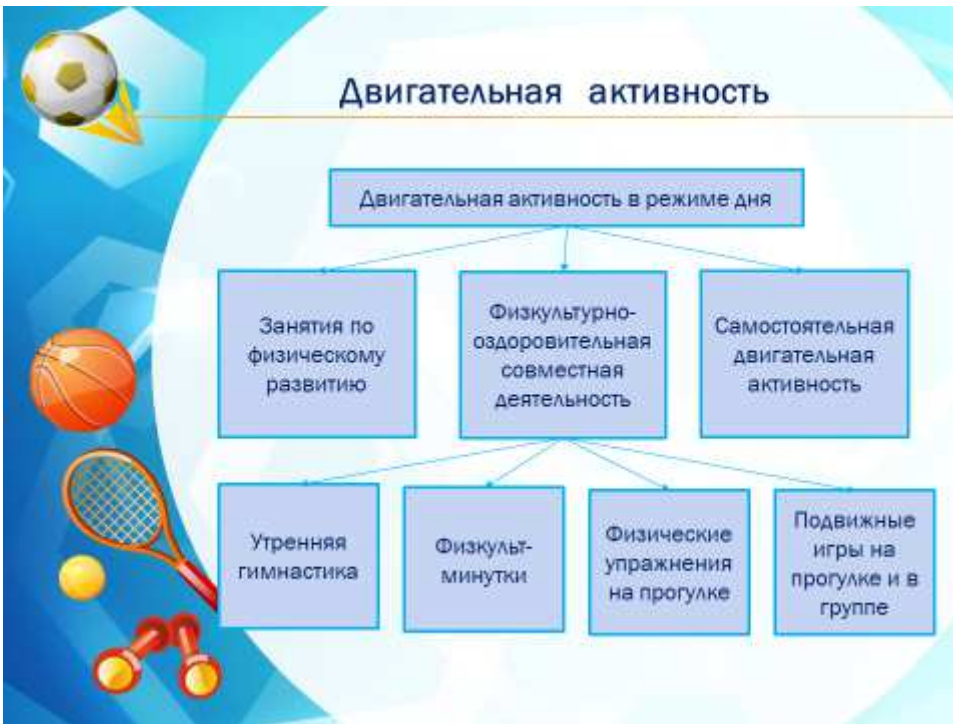 Двигательная активность
Двигательная активность в режиме дня
Занятия по
физическому
развитию
Физкультурно-
оздоровительная
совместная
деятельность
Самостоятельная
двигательная
активность
Утренняя
гимнастика
Физкульт-
минутки
Физические
упражнения
на прогулке
Подвижные
игры на
прогулке и в
группе